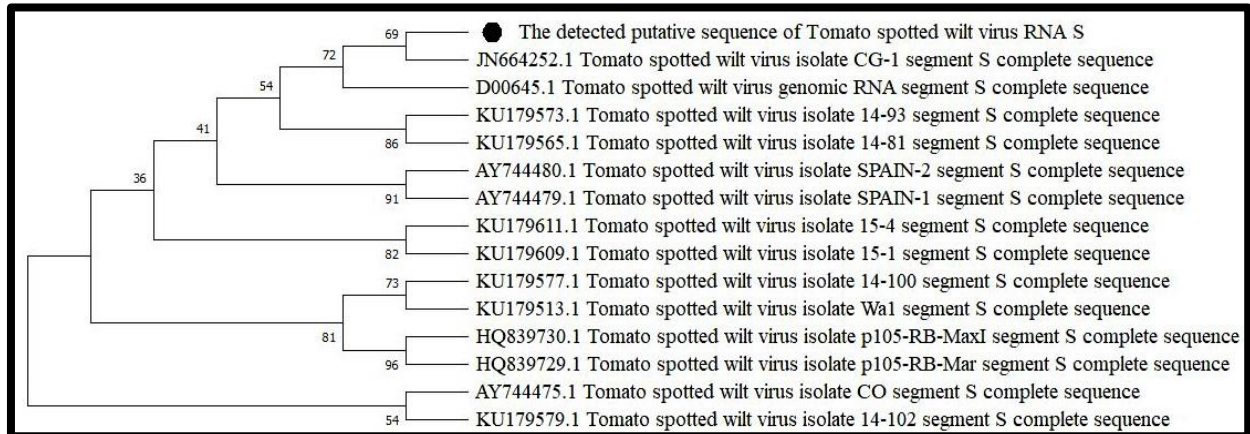 69
The detected putative sequence of Tomato spotted wilt virus RNA S
72
JN664252.1 Tomato spotted wilt virus isolate CG-1 segment S complete sequence
54
D00645.1 Tomato spotted wilt virus genomic RNA segment S complete sequence
41
KU179573.1 Tomato spotted wilt virus isolate 14-93 segment S complete sequence
86
KU179565.1 Tomato spotted wilt virus isolate 14-81 segment S complete sequence
36
AY744480.1 Tomato spotted wilt virus isolate SPAIN-2 segment S complete sequence
91
AY744479.1 Tomato spotted wilt virus isolate SPAIN-1 segment S complete sequence
KU179611.1 Tomato spotted wilt virus isolate 15-4 segment S complete sequence
82
KU179609.1 Tomato spotted wilt virus isolate 15-1 segment S complete sequence
73
KU179577.1 Tomato spotted wilt virus isolate 14-100 segment S complete sequence
KU179513.1 Tomato spotted wilt virus isolate Wa1 segment S complete sequence
81
HQ839730.1 Tomato spotted wilt virus isolate p105-RB-MaxI segment S complete sequence
96
HQ839729.1 Tomato spotted wilt virus isolate p105-RB-Mar segment S complete sequence
AY744475.1 Tomato spotted wilt virus isolate CO segment S complete sequence
54
KU179579.1 Tomato spotted wilt virus isolate 14-102 segment S complete sequence